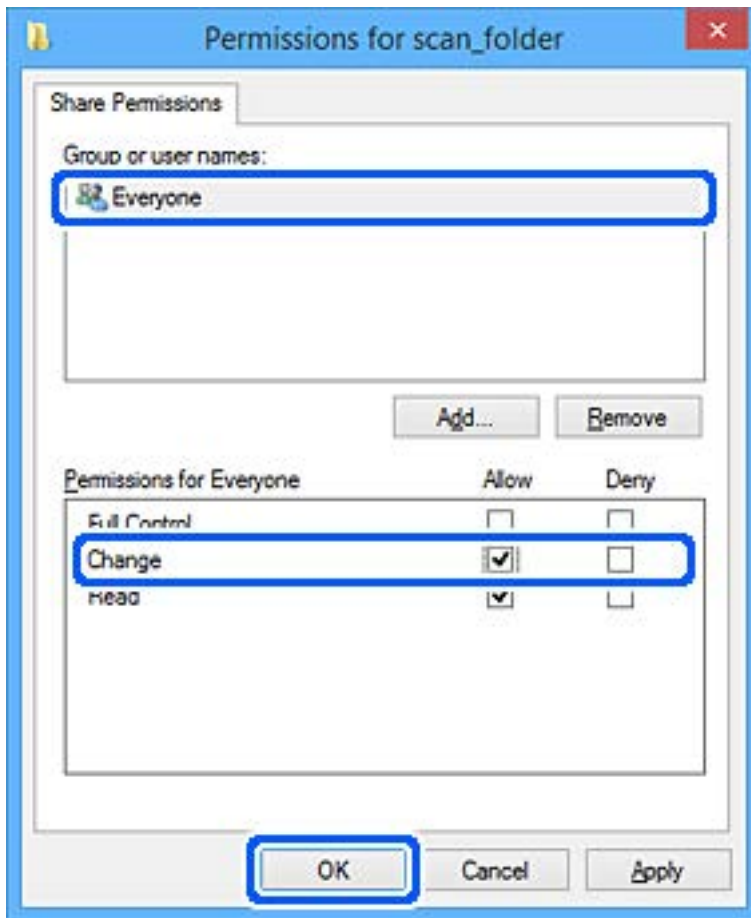 Permissions for scan_folder
Share Permissions
Group or user names:
Everyone
Add... Remove
Permissions for Everyone Allow Deny
Full Control
Change
Read
OK Cancel Apply